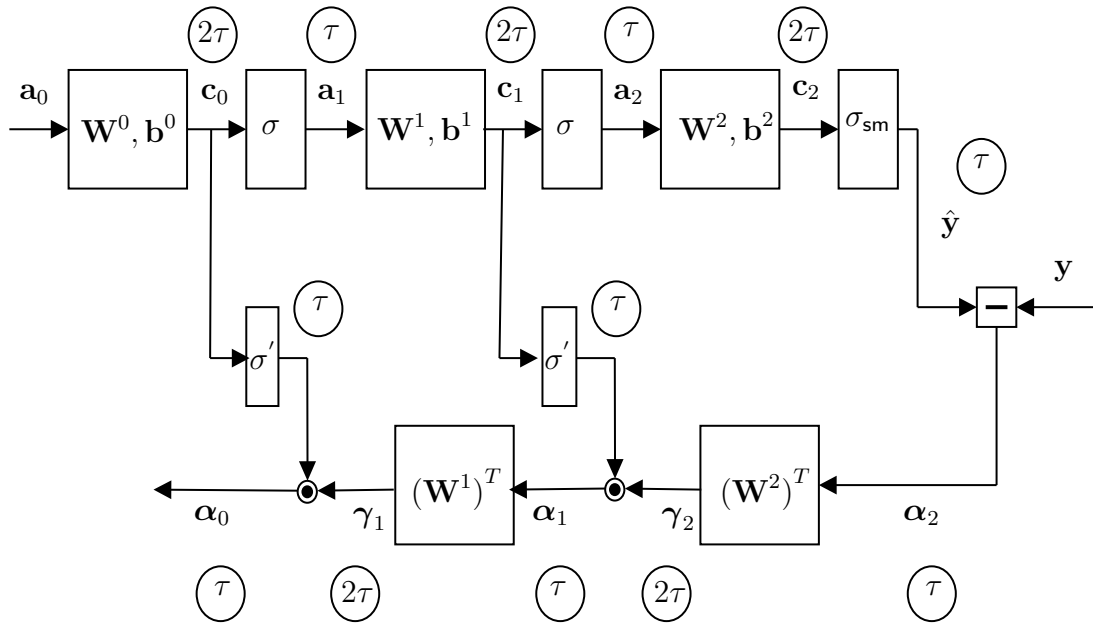 2τ τ 2τ τ 2τ
a₀ c₀ a₁ c₁ a₂ c₂
W⁰, b⁰ σ W¹, b¹ σ W², b² σsm
τ
ŷ
y
τ τ
−
σ′ σ′
(W¹)ᵀ (W²)ᵀ
α₀ γ₁ α₁ γ₂ α₂
τ 2τ τ 2τ τ